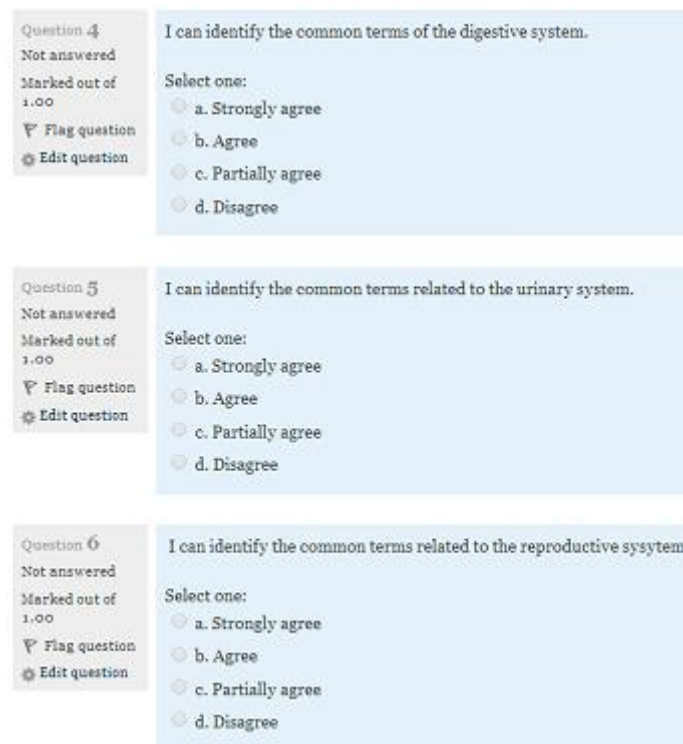 Question 4
Not answered
Marked out of
1.00
Flag question
Edit question
I can identify the common terms of the digestive system.
Select one:
a. Strongly agree
b. Agree
c. Partially agree
d. Disagree
Question 5
Not answered
Marked out of
1.00
Flag question
Edit question
I can identify the common terms related to the urinary system.
Select one:
a. Strongly agree
b. Agree
c. Partially agree
d. Disagree
Question 6
Not answered
Marked out of
1.00
Flag question
Edit question
I can identify the common terms related to the reproductive sysytem
Select one:
a. Strongly agree
b. Agree
c. Partially agree
d. Disagree